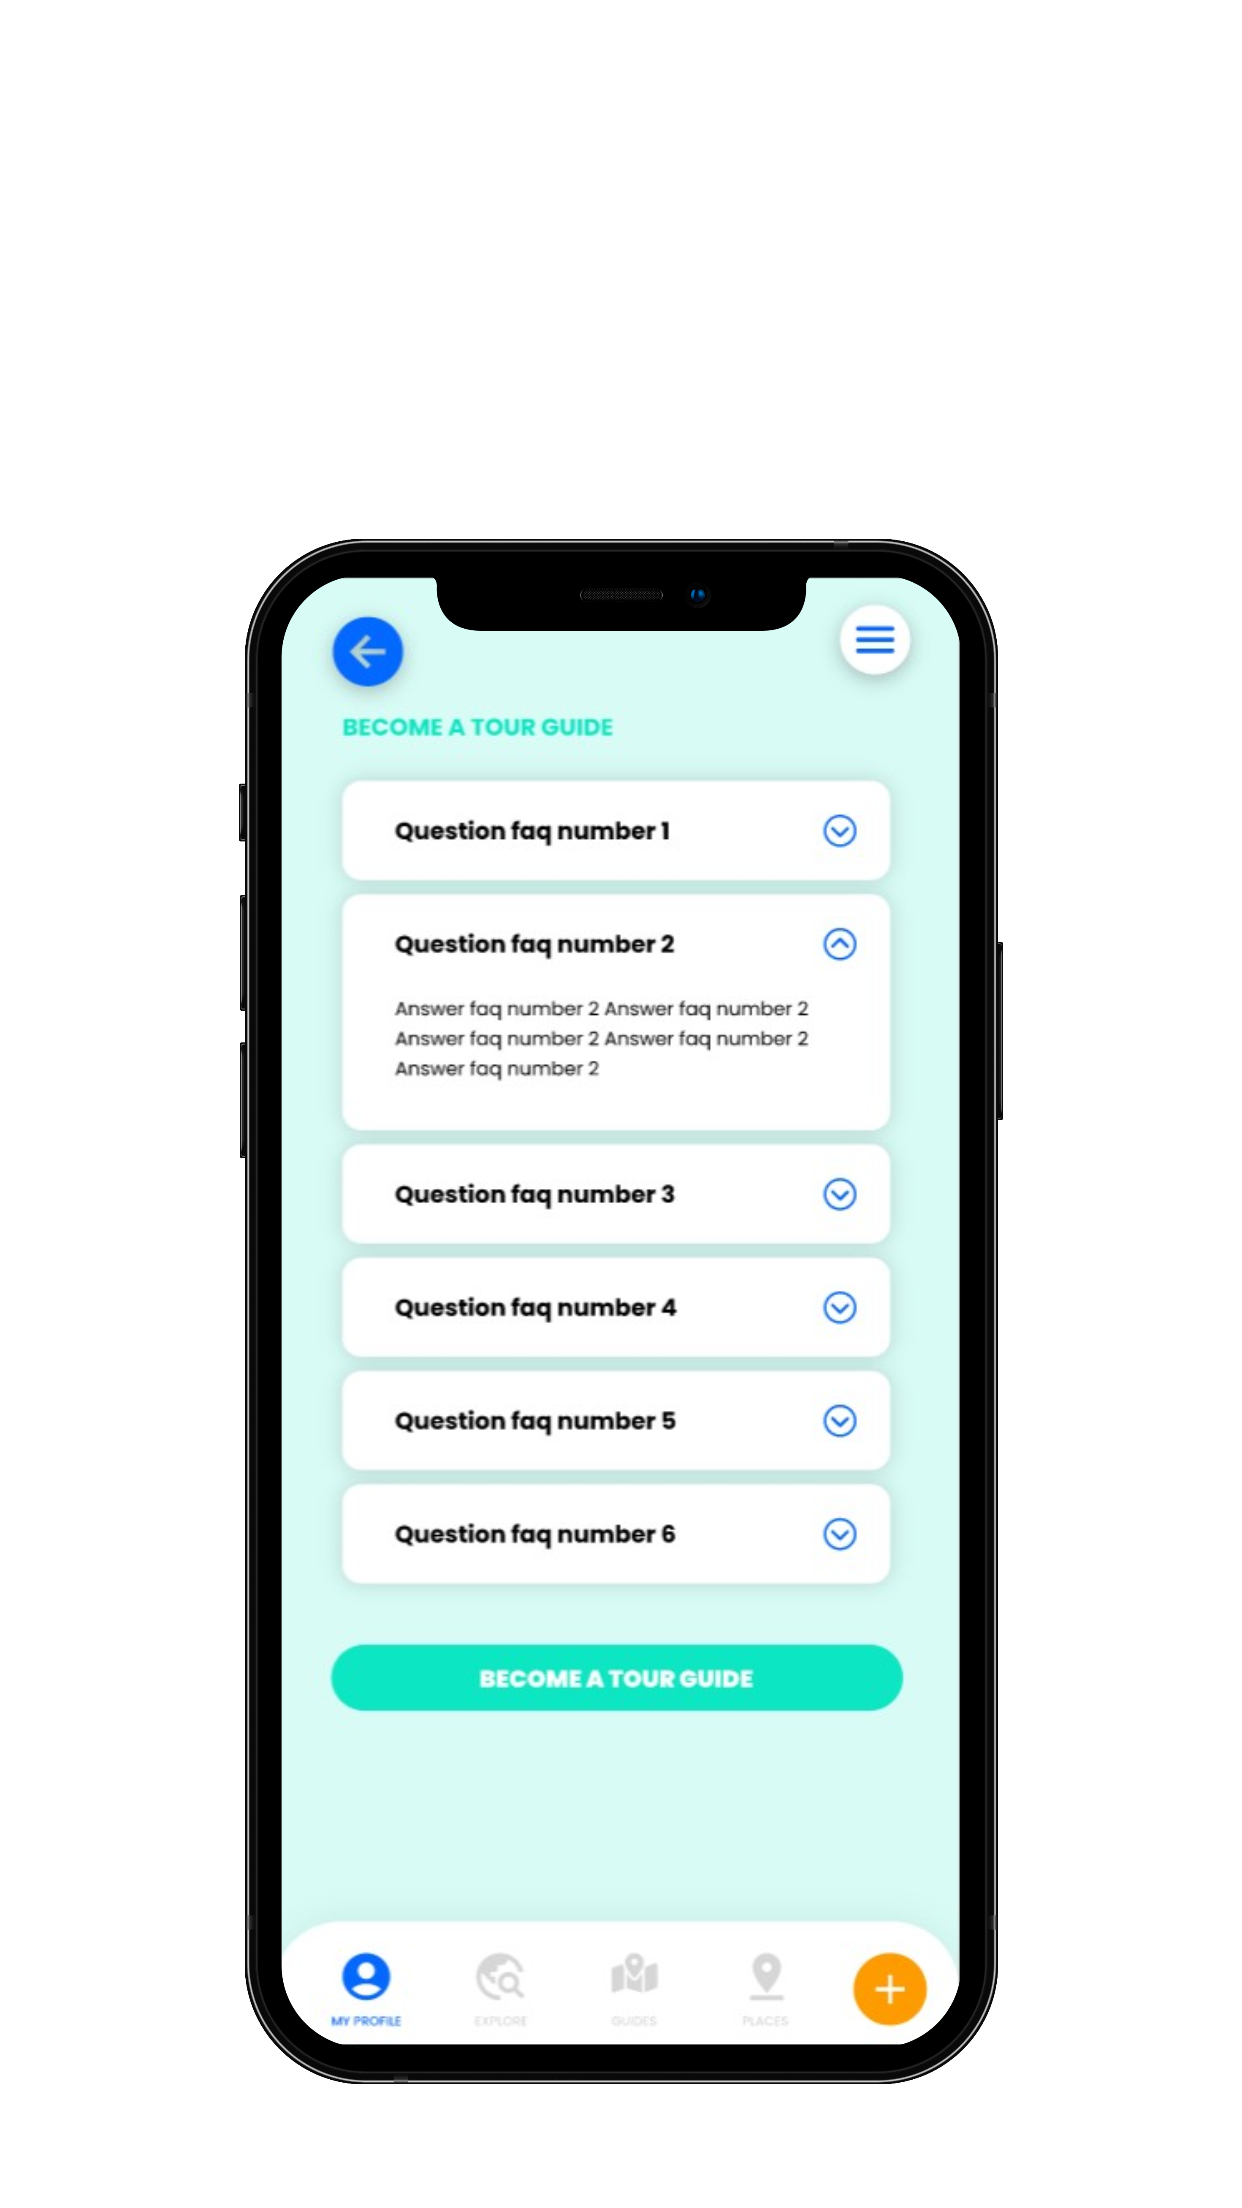 BECOME A TOUR GUIDE
Question faq number 1
Question faq number 2
Answer faq number 2 Answer faq number 2
Answer faq number 2 Answer faq number 2
Answer faq number 2
Question faq number 3
Question faq number 4
Question faq number 5
Question faq number 6
BECOME A TOUR GUIDE
MY PROFILE
EXPLORE
GUIDES
PLACES